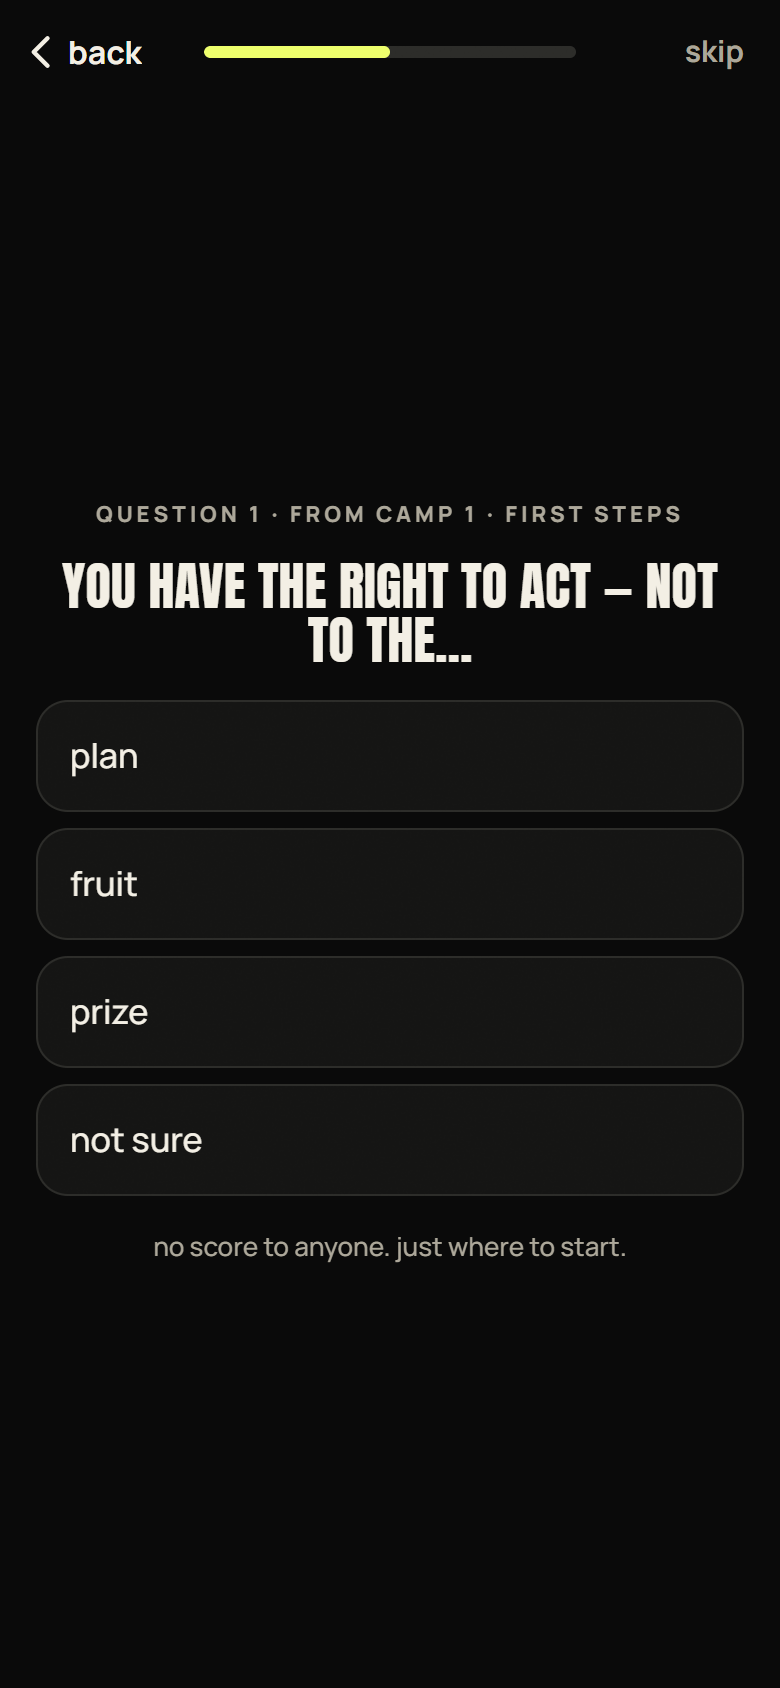 back
skip
QUESTION 1 · FROM CAMP 1 · FIRST STEPS
YOU HAVE THE RIGHT TO ACT – NOT
TO THE...
plan
fruit
prize
not sure
no score to anyone. just where to start.